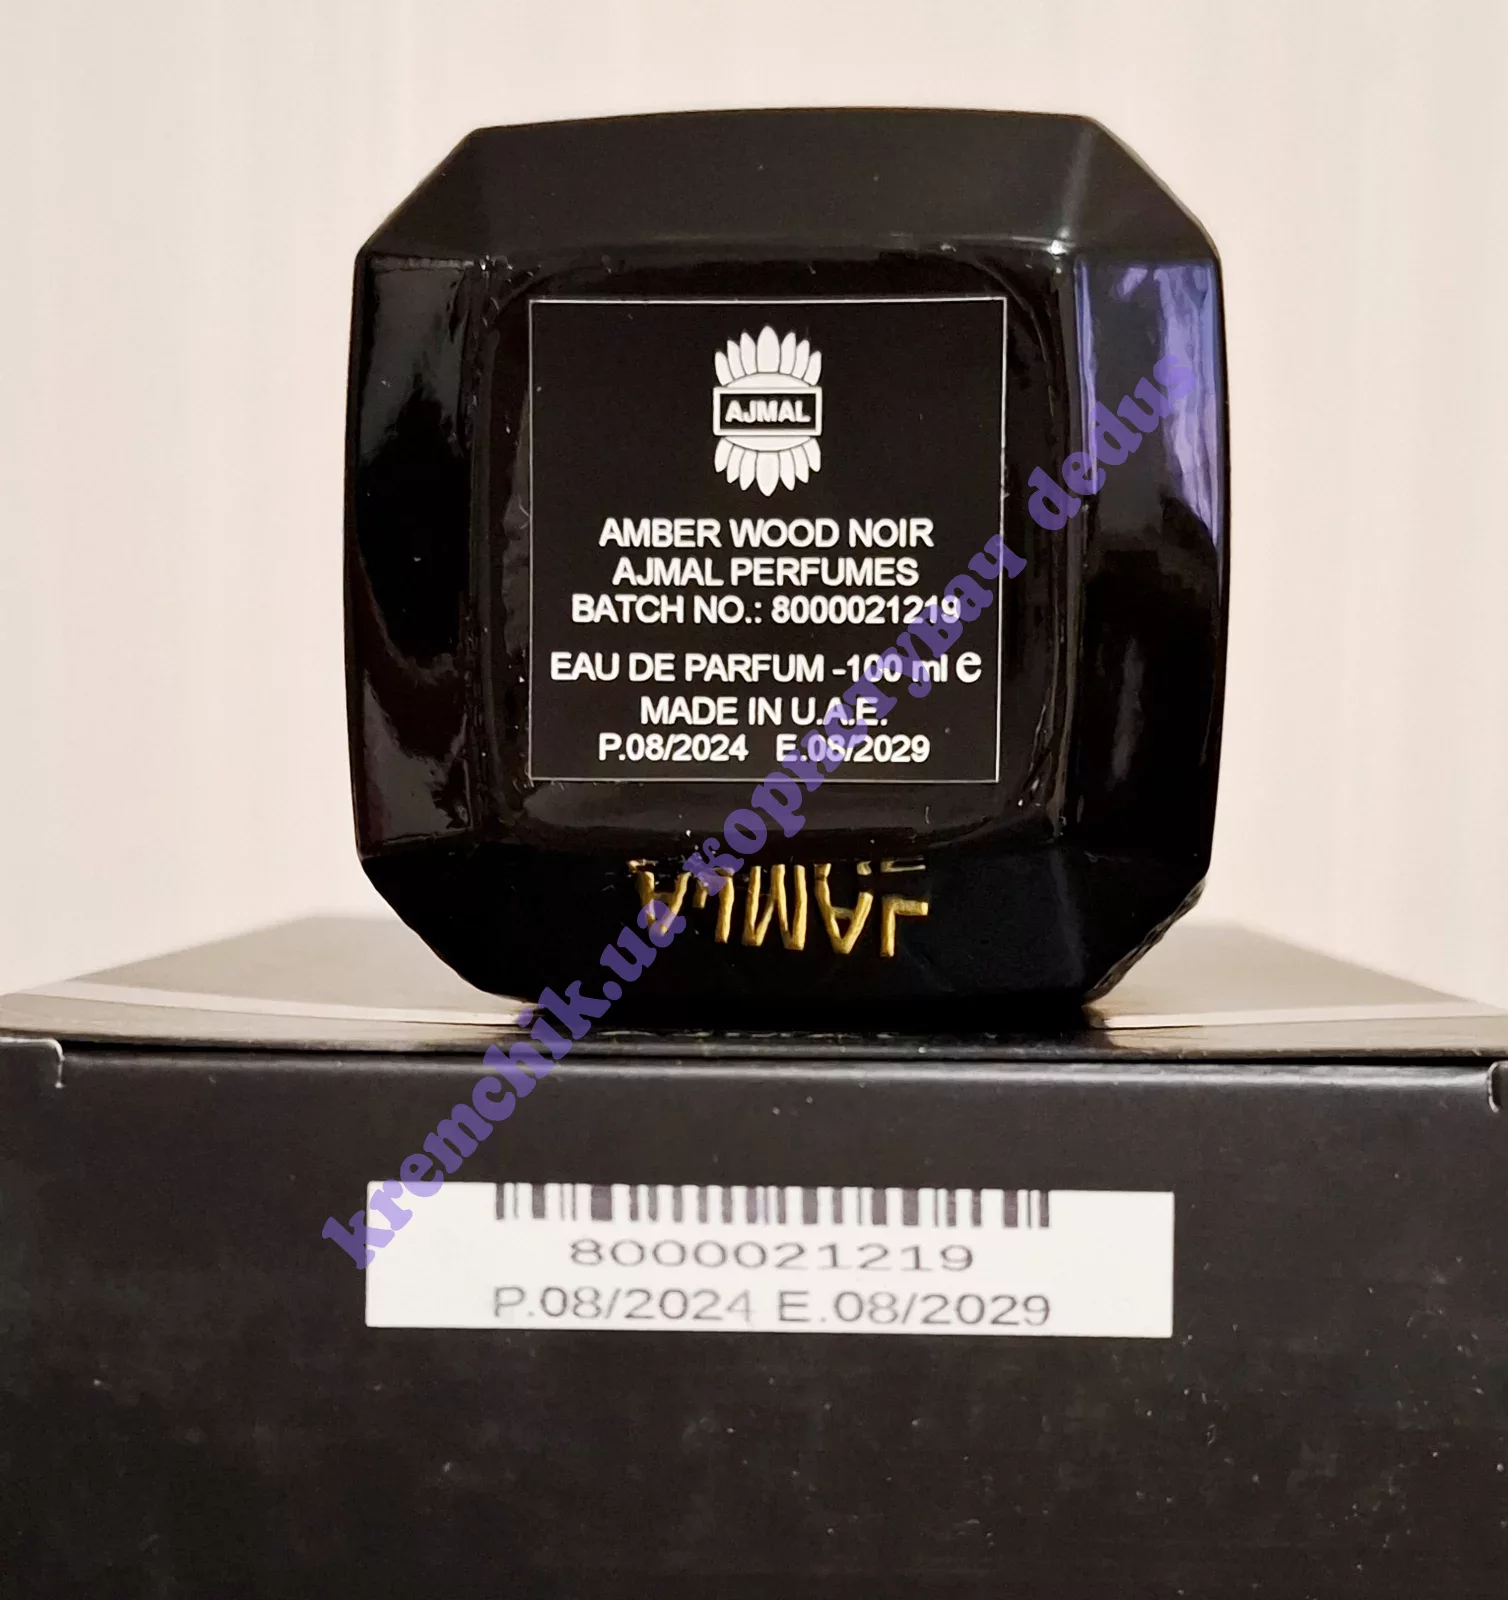 AJMAL
AMBER WOOD NOIR
AJMAL PERFUMES
BATCH NO.: 8000021219
EAU DE PARFUM -100 ml e
MADE IN U.A.E.
P.08/2024 E.08/2029
AJMAL
kremchik.ua користувач dedus
8000021219
P.08/2024 E.08/2029